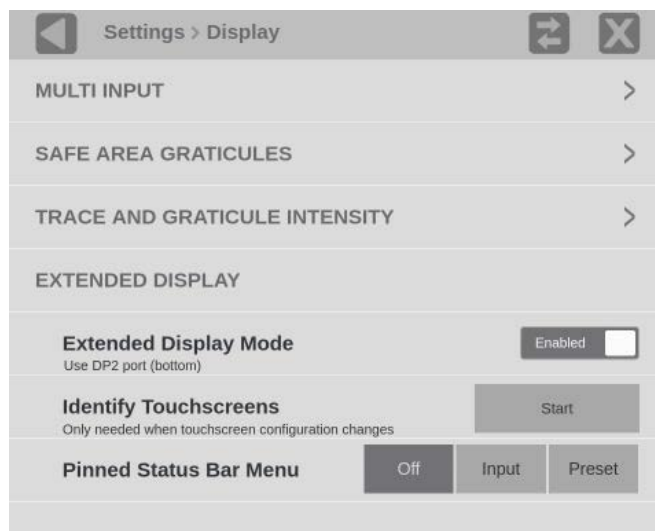 Settings > Display
MULTI INPUT
SAFE AREA GRATICULES
TRACE AND GRATICULE INTENSITY
EXTENDED DISPLAY
Extended Display Mode
Enabled
Use DP2 port (bottom)
Identify Touchscreens
Start
Only needed when touchscreen configuration changes
Pinned Status Bar Menu
Off
Input
Preset